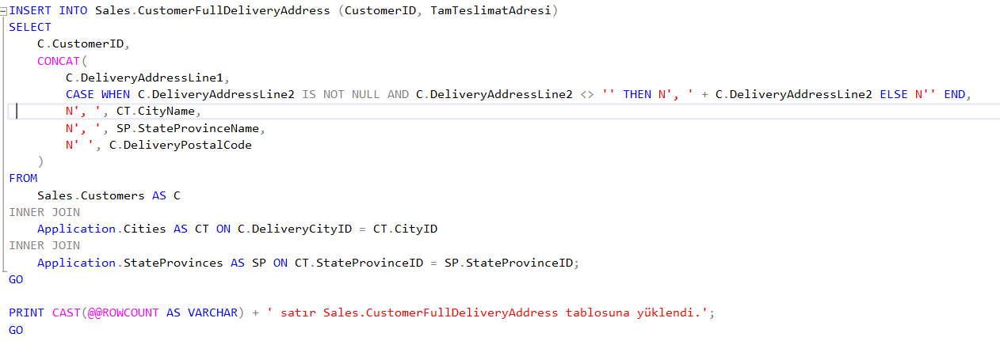 INSERT INTO Sales.CustomerFullDeliveryAddress (CustomerID, TamTeslimatAdresi)
SELECT
    C.CustomerID,
    CONCAT(
        C.DeliveryAddressLine1,
        CASE WHEN C.DeliveryAddressLine2 IS NOT NULL AND C.DeliveryAddressLine2 <> '' THEN N', ' + C.DeliveryAddressLine2 ELSE N'' END,
        N', ', CT.CityName,
        N', ', SP.StateProvinceName,
        N' ', C.DeliveryPostalCode
    )
FROM
    Sales.Customers AS C
INNER JOIN
    Application.Cities AS CT ON C.DeliveryCityID = CT.CityID
INNER JOIN
    Application.StateProvinces AS SP ON CT.StateProvinceID = SP.StateProvinceID;
GO

PRINT CAST(@@ROWCOUNT AS VARCHAR) + ' satır Sales.CustomerFullDeliveryAddress tablosuna yüklendi.';
GO